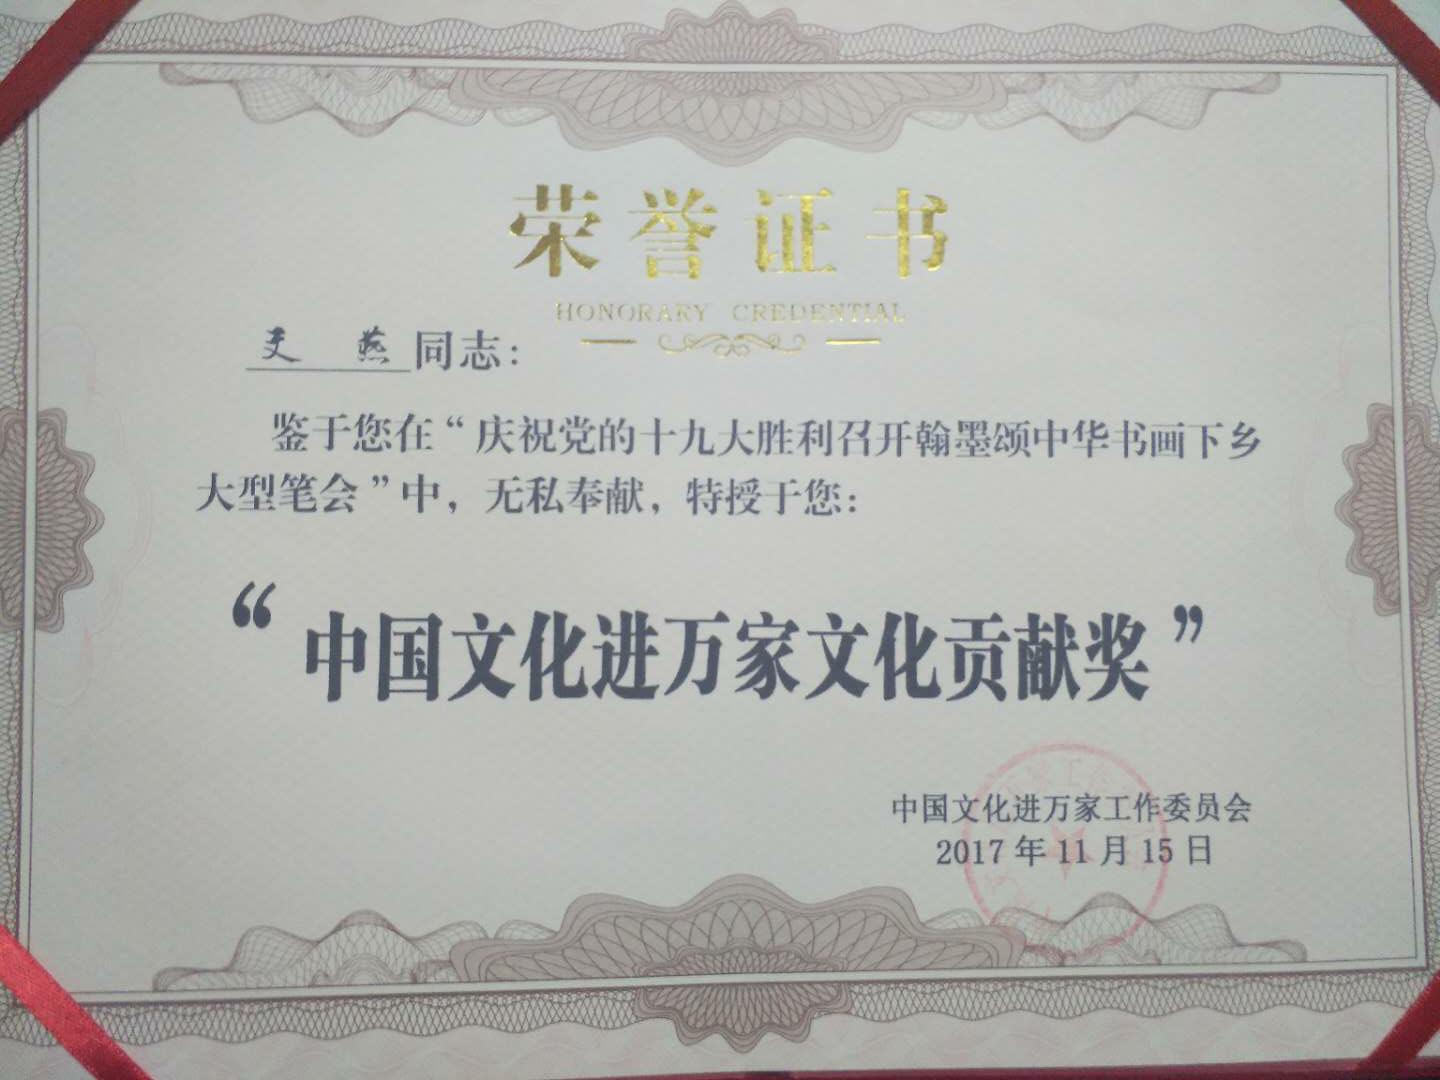 荣誉证书
HONORARY CREDENTIAL
燕同志：
鉴于您在“庆祝党的十九大胜利召开翰墨颂中华书画下乡
大型笔会”中，无私奉献，特授于您：
“中国文化进万家文化贡献奖”
中国文化进万家工作委员会
2017年11月15日